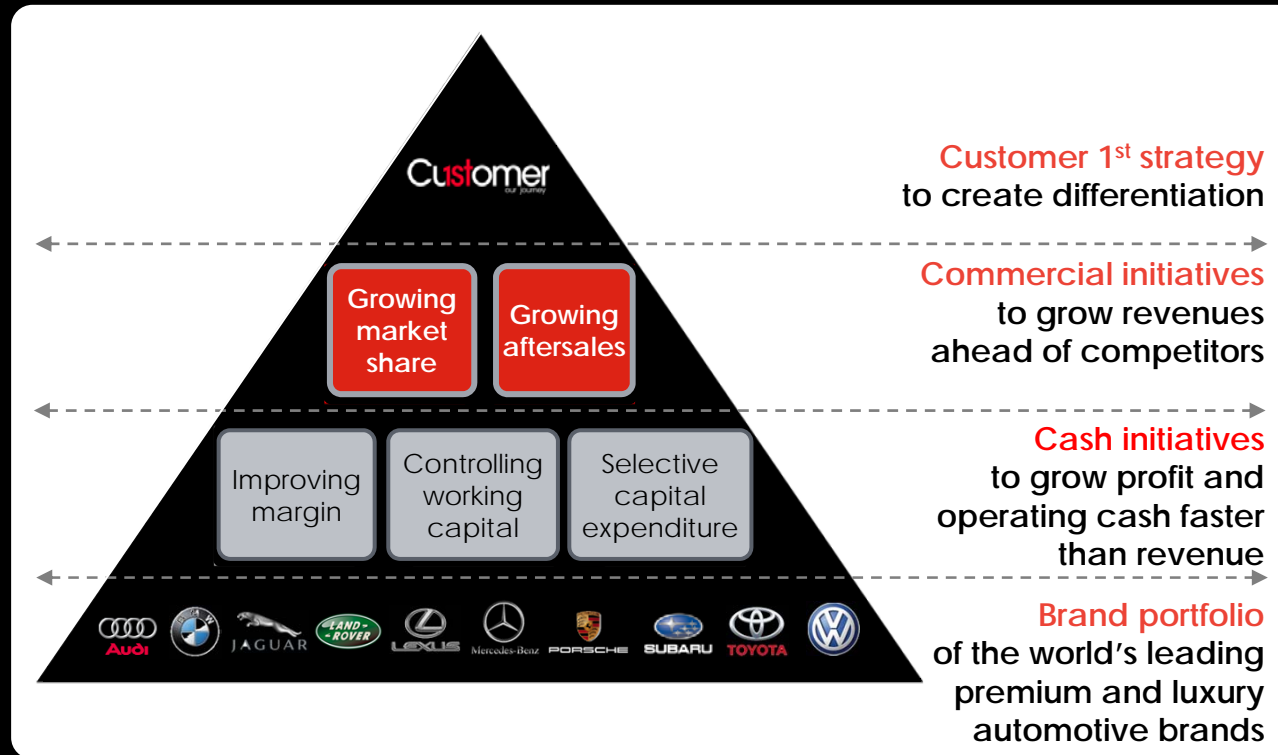 Cu1stomer
our journey
Customer 1st strategy
to create differentiation
Growing
market
share
Growing
aftersales
Commercial initiatives
to grow revenues
ahead of competitors
Improving
margin
Controlling
working
capital
Selective
capital
expenditure
Cash initiatives
to grow profit and
operating cash faster
than revenue
Audi
BMW
JAGUAR
LAND-
-ROVER
LEXUS
Mercedes-Benz
PORSCHE
SUBARU
TOYOTA
Brand portfolio
of the world's leading
premium and luxury
automotive brands